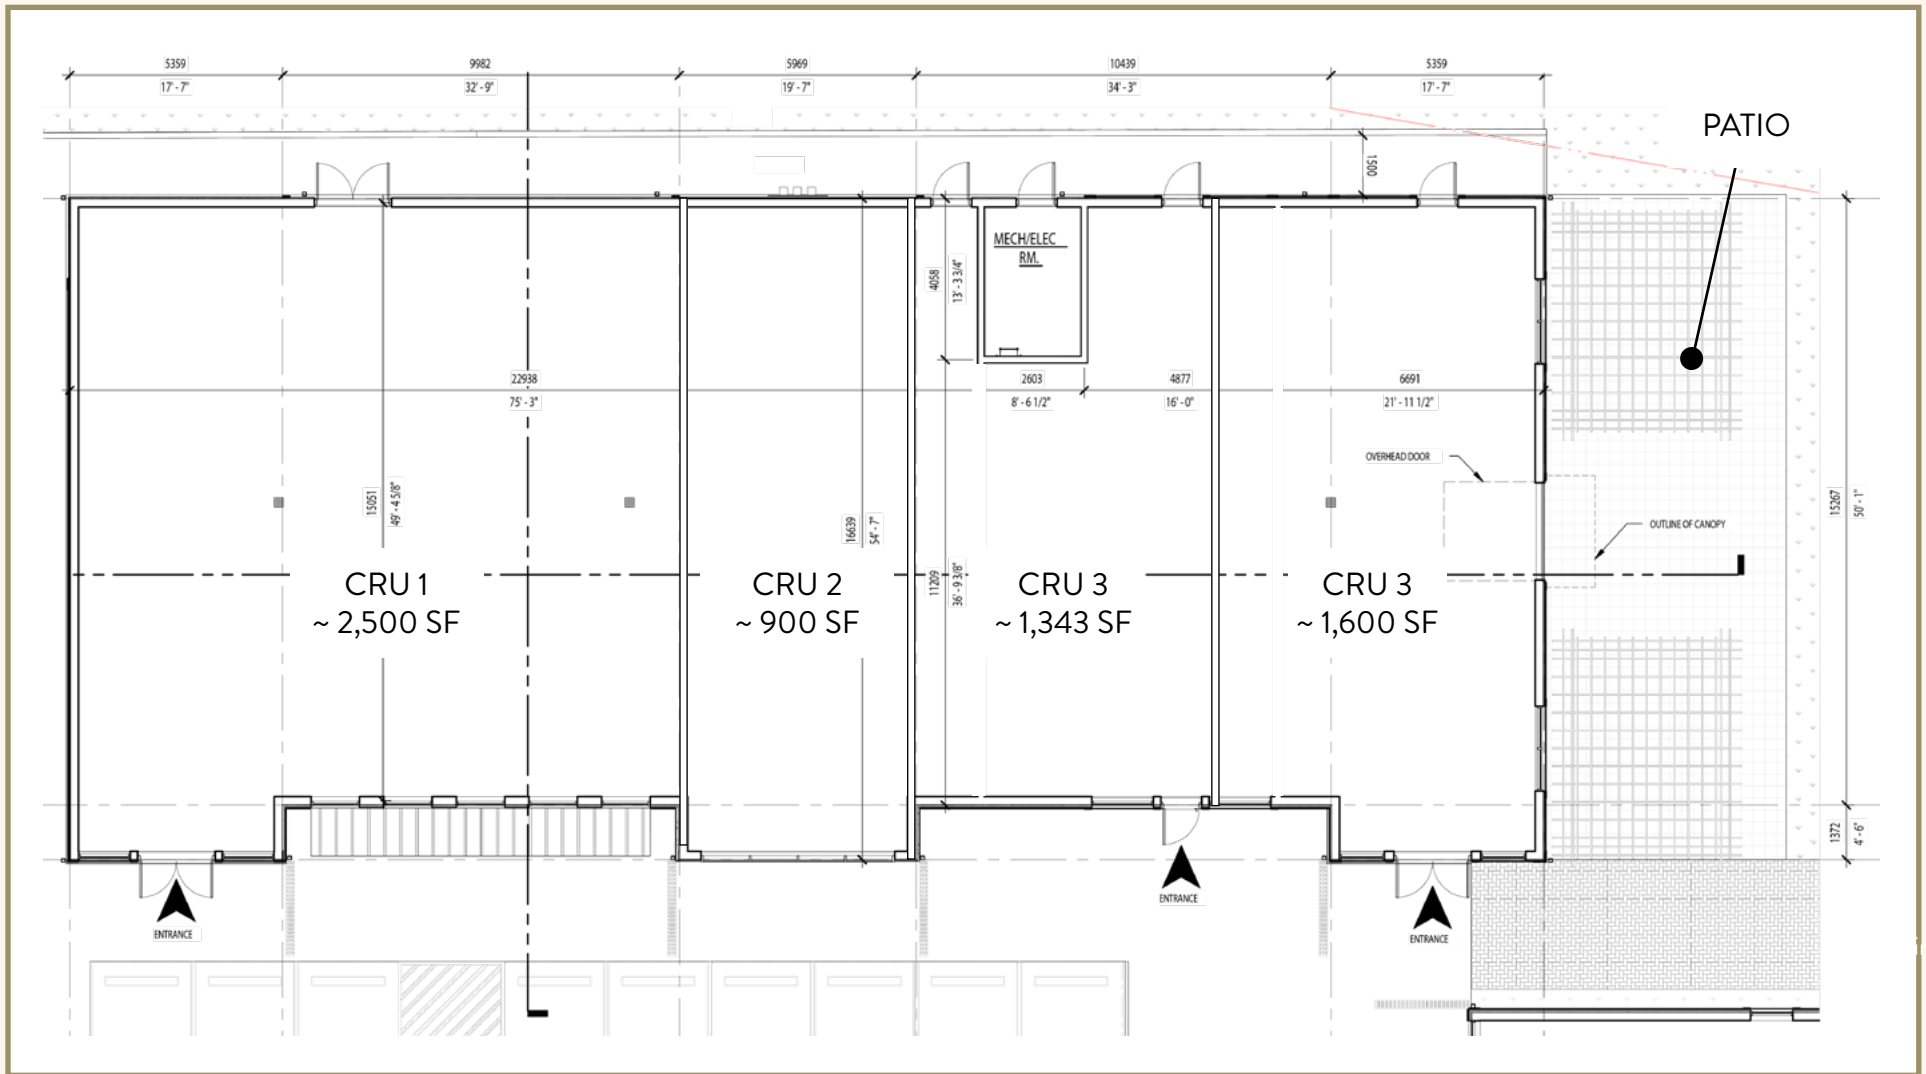 5359
9982
5969
10439
5359
17' - 7"
32' - 9"
19' - 7"
34' - 3"
17' - 7"
PATIO
1500
MECH/ELEC
RM.
4058
13' - 3 3/4"
22938
75' - 3"
2603
8' - 6 1/2"
4877
16' - 0"
6691
21' - 11 1/2"
OVERHEAD DOOR
OUTLINE OF CANOPY
15051
49' - 4 5/8"
16639
54' - 7"
11209
36' - 9 3/8"
15267
50' - 1"
CRU 1
~ 2,500 SF
CRU 2
~ 900 SF
CRU 3
~ 1,343 SF
CRU 3
~ 1,600 SF
1372
4' - 6"
ENTRANCE
ENTRANCE
ENTRANCE